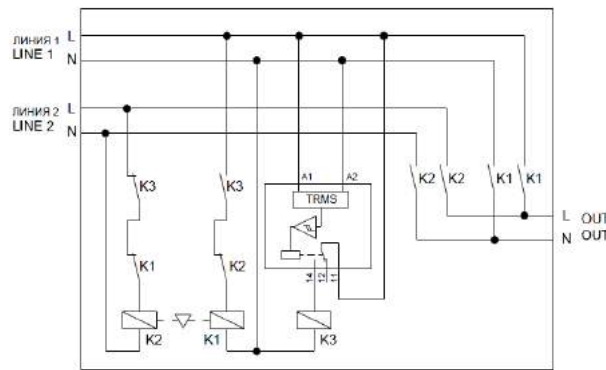 ЛИНИЯ 1 L
LINE 1 N
ЛИНИЯ 2 L
LINE 2 N
K3
K3
A1
A2
TRMS
K2
K2
K1
K1
L OUT
N OUT
K1
K2
14
12
11
K2
K1
K3